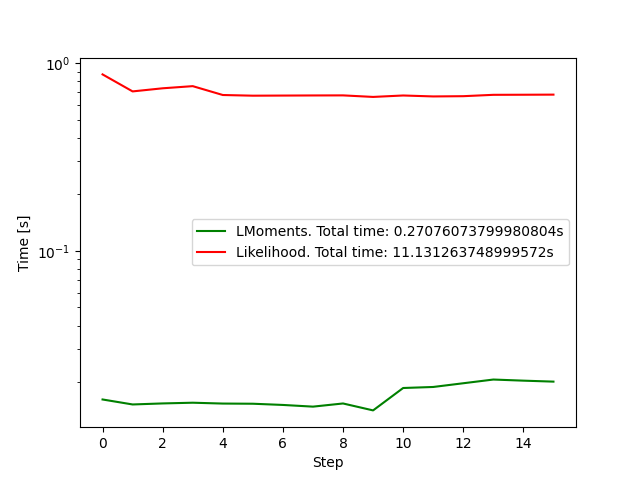 10⁰
10⁻¹
Time [s]
LMoments. Total time: 0.27076073799980804s
Likelihood. Total time: 11.131263748999572s
0 2 4 6 8 10 12 14
Step